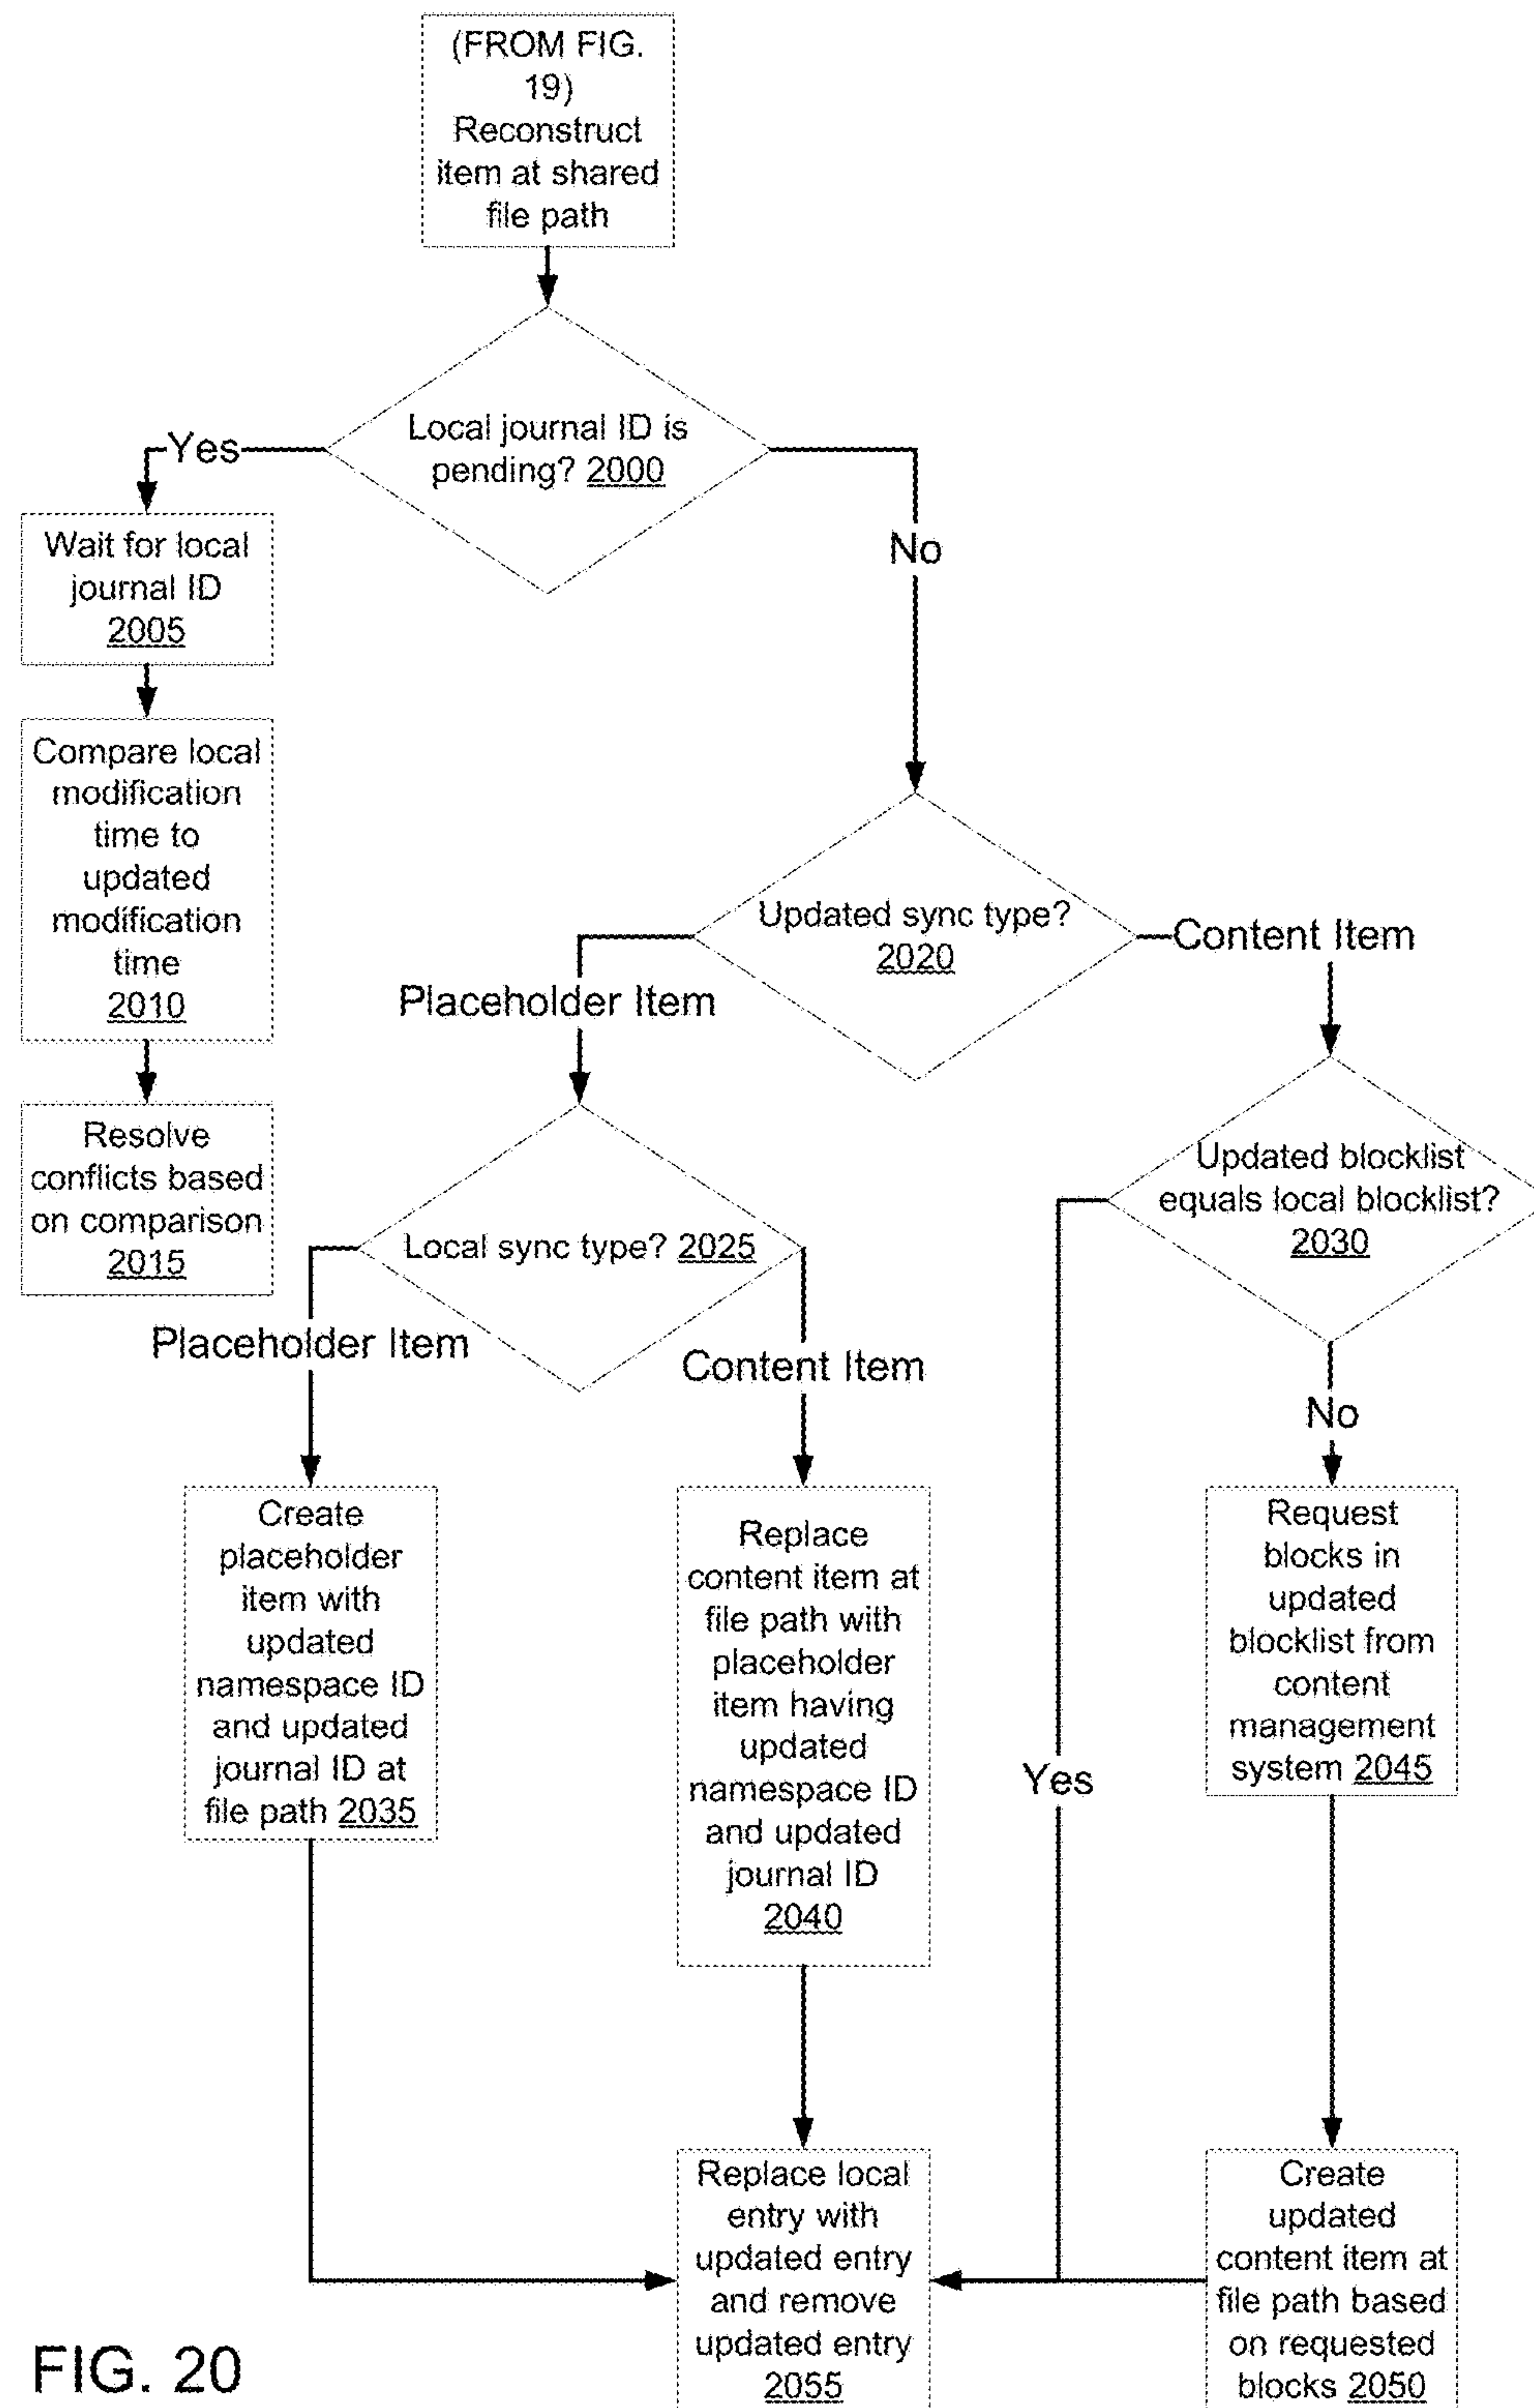 (FROM FIG.
19)
Reconstruct
item at shared
file path
Local journal ID is
pending? 2000
Yes
No
Wait for local
journal ID
2005
Compare local
modification
time to
updated
modification
time
2010
Resolve
conflicts based
on comparison
2015
Updated sync type?
2020
Placeholder Item
Content Item
Local sync type? 2025
Updated blocklist
equals local blocklist?
2030
Placeholder Item
Content Item
No
Yes
Create
placeholder
item with
updated
namespace ID
and updated
journal ID at
file path 2035
Replace
content item at
file path with
placeholder
item having
updated
namespace ID
and updated
journal ID
2040
Request
blocks in
updated
blocklist from
content
management
system 2045
Replace local
entry with
updated entry
and remove
updated entry
2055
Create
updated
content item at
file path based
on requested
blocks 2050
FIG. 20